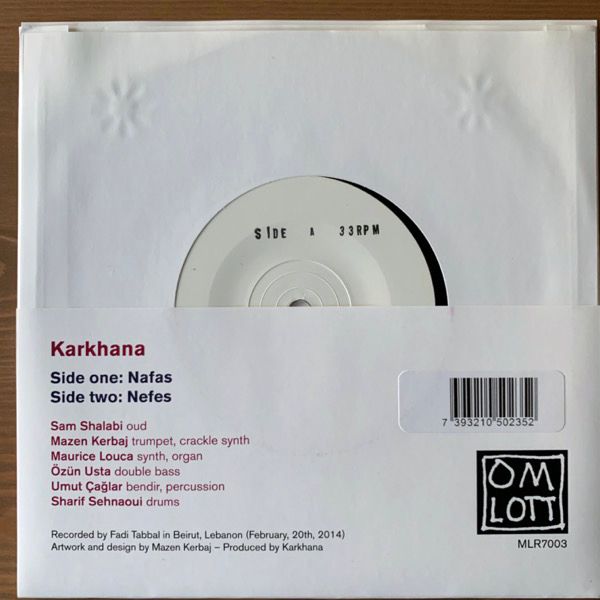 SIDE A 33RPM
Karkhana
Side one: Nafas
Side two: Nefes
Sam Shalabi oud
Mazen Kerbaj trumpet, crackle synth
Maurice Louca synth, organ
Özün Usta double bass
Umut Çağlar bendir, percussion
Sharif Sehnaoui drums
Recorded by Fadi Tabbal in Beirut, Lebanon (February, 20th, 2014)
Artwork and design by Mazen Kerbaj – Produced by Karkhana
7 393210 502352
OM
LOTT
MLR7003